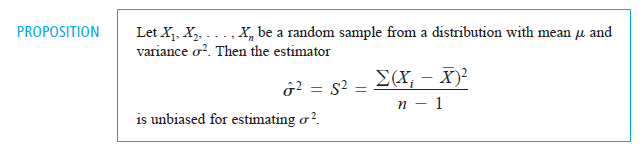 PROPOSITION
Let X₁, X₂, . . . , Xₙ be a random sample from a distribution with mean μ and
variance σ². Then the estimator
σ̂² = S² = Σ(Xᵢ − X̄)² / n − 1
is unbiased for estimating σ².